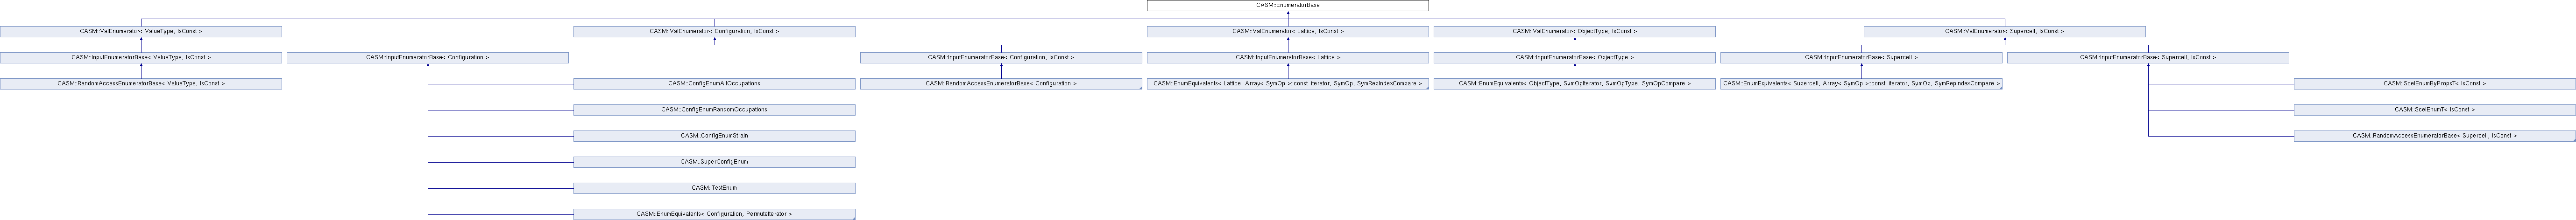 CASM::EnumeratorBase
CASM::ValEnumerator< ValueType, IsConst >
CASM::ValEnumerator< Configuration, IsConst >
CASM::ValEnumerator< Lattice, IsConst >
CASM::ValEnumerator< ObjectType, IsConst >
CASM::ValEnumerator< Supercell, IsConst >
CASM::InputEnumeratorBase< ValueType, IsConst >
CASM::InputEnumeratorBase< Configuration >
CASM::InputEnumeratorBase< Configuration, IsConst >
CASM::InputEnumeratorBase< Lattice >
CASM::InputEnumeratorBase< ObjectType >
CASM::InputEnumeratorBase< Supercell >
CASM::InputEnumeratorBase< Supercell, IsConst >
CASM::RandomAccessEnumeratorBase< ValueType, IsConst >
CASM::ConfigEnumAllOccupations
CASM::RandomAccessEnumeratorBase< Configuration >
CASM::EnumEquivalents< Lattice, Array< SymOp >::const_iterator, SymOp, SymRepIndexCompare >
CASM::EnumEquivalents< ObjectType, SymOpIterator, SymOpType, SymOpCompare >
CASM::EnumEquivalents< Supercell, Array< SymOp >::const_iterator, SymOp, SymRepIndexCompare >
CASM::ScelEnumByPropsT< IsConst >
CASM::ConfigEnumRandomOccupations
CASM::ScelEnumT< IsConst >
CASM::ConfigEnumStrain
CASM::RandomAccessEnumeratorBase< Supercell, IsConst >
CASM::SuperConfigEnum
CASM::TestEnum
CASM::EnumEquivalents< Configuration, PermuteIterator >